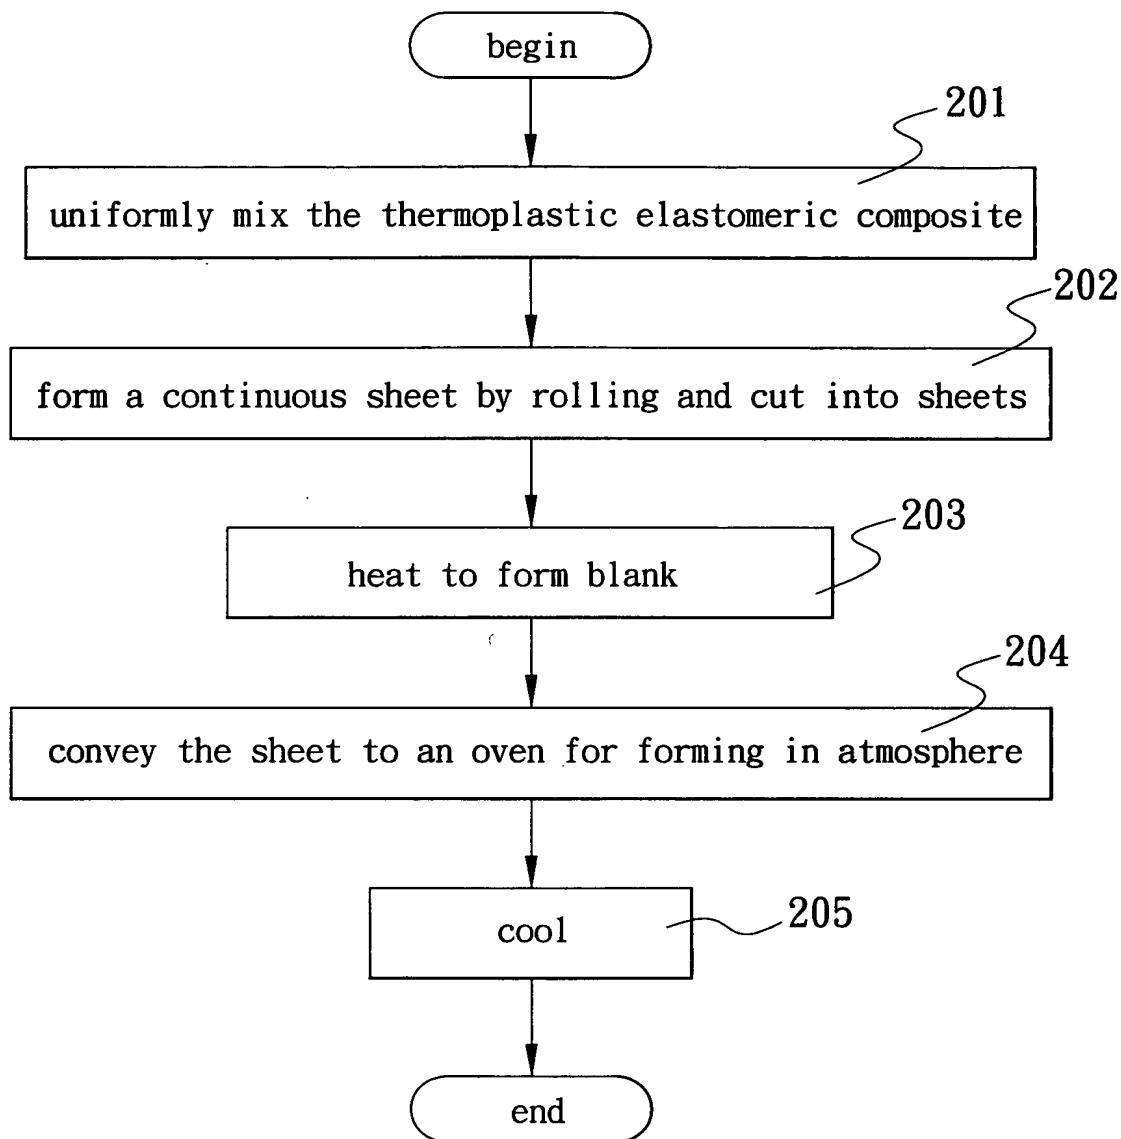 begin
201
uniformly mix the thermoplastic elastomeric composite
202
form a continuous sheet by rolling and cut into sheets
203
heat to form blank
204
convey the sheet to an oven for forming in atmosphere
205
cool
end